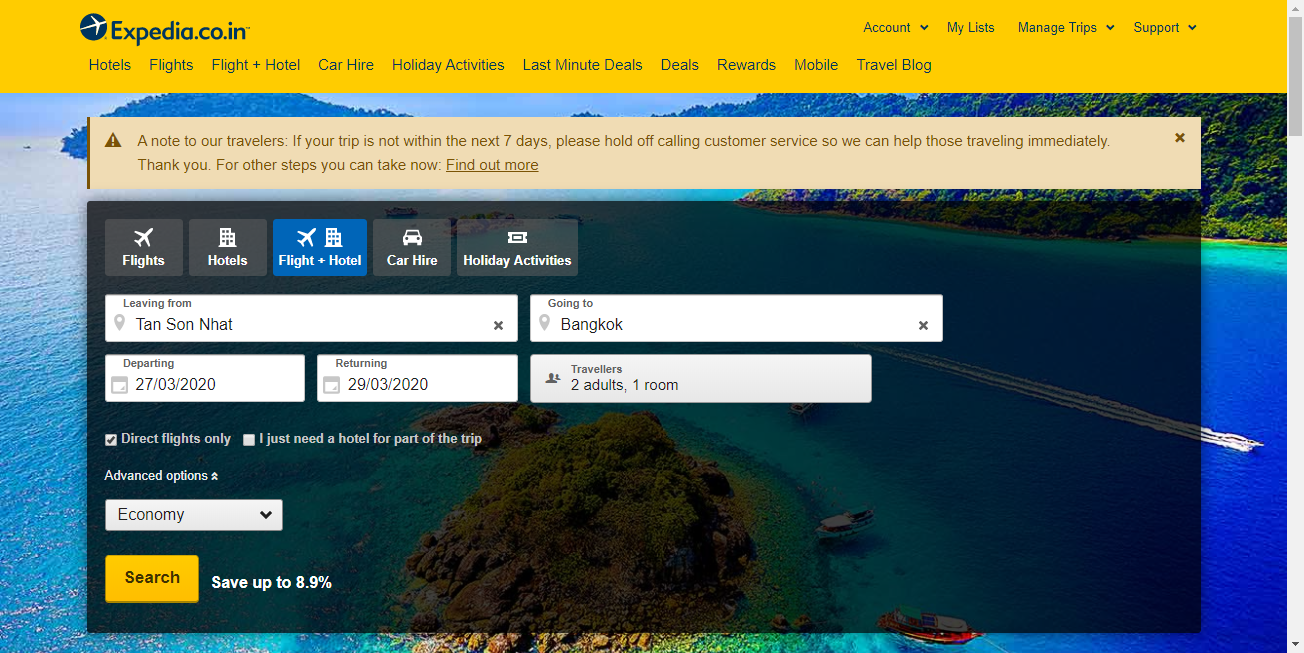 Expedia.co.in™
Account My Lists Manage Trips Support
Hotels Flights Flight + Hotel Car Hire Holiday Activities Last Minute Deals Deals Rewards Mobile Travel Blog
A note to our travelers: If your trip is not within the next 7 days, please hold off calling customer service so we can help those traveling immediately.
Thank you. For other steps you can take now: Find out more
Flights Hotels Flight + Hotel Car Hire Holiday Activities
Leaving from
Tan Son Nhat
Going to
Bangkok
Departing
27/03/2020
Returning
29/03/2020
Travellers
2 adults, 1 room
Direct flights only I just need a hotel for part of the trip
Advanced options
Economy
Search Save up to 8.9%